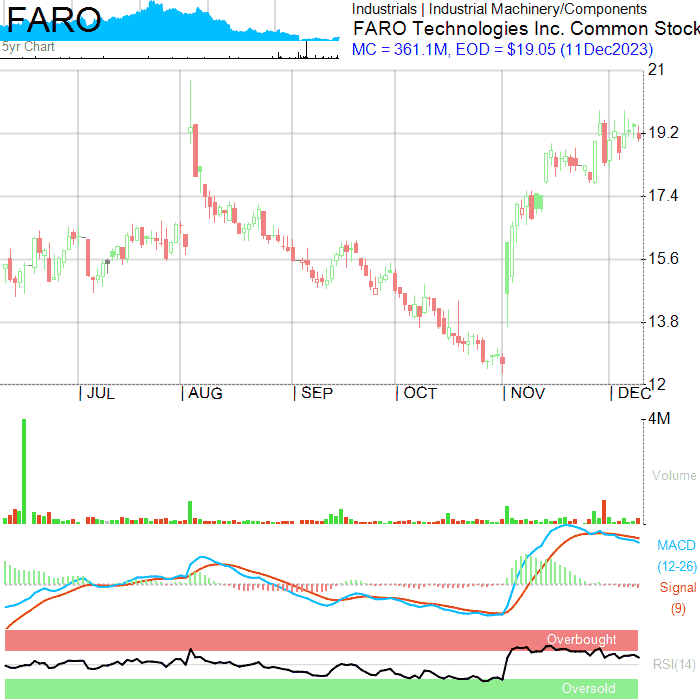 FARO
5yr Chart
Industrials | Industrial Machinery/Components
FARO Technologies Inc. Common Stock
MC = 361.1M, EOD = $19.05 (11Dec2023)
21
19.2
17.4
15.6
13.8
12
JUL
AUG
SEP
OCT
NOV
DEC
4M
Volume
MACD
(12-26)
Signal
(9)
Overbought
RSI(14)
Oversold